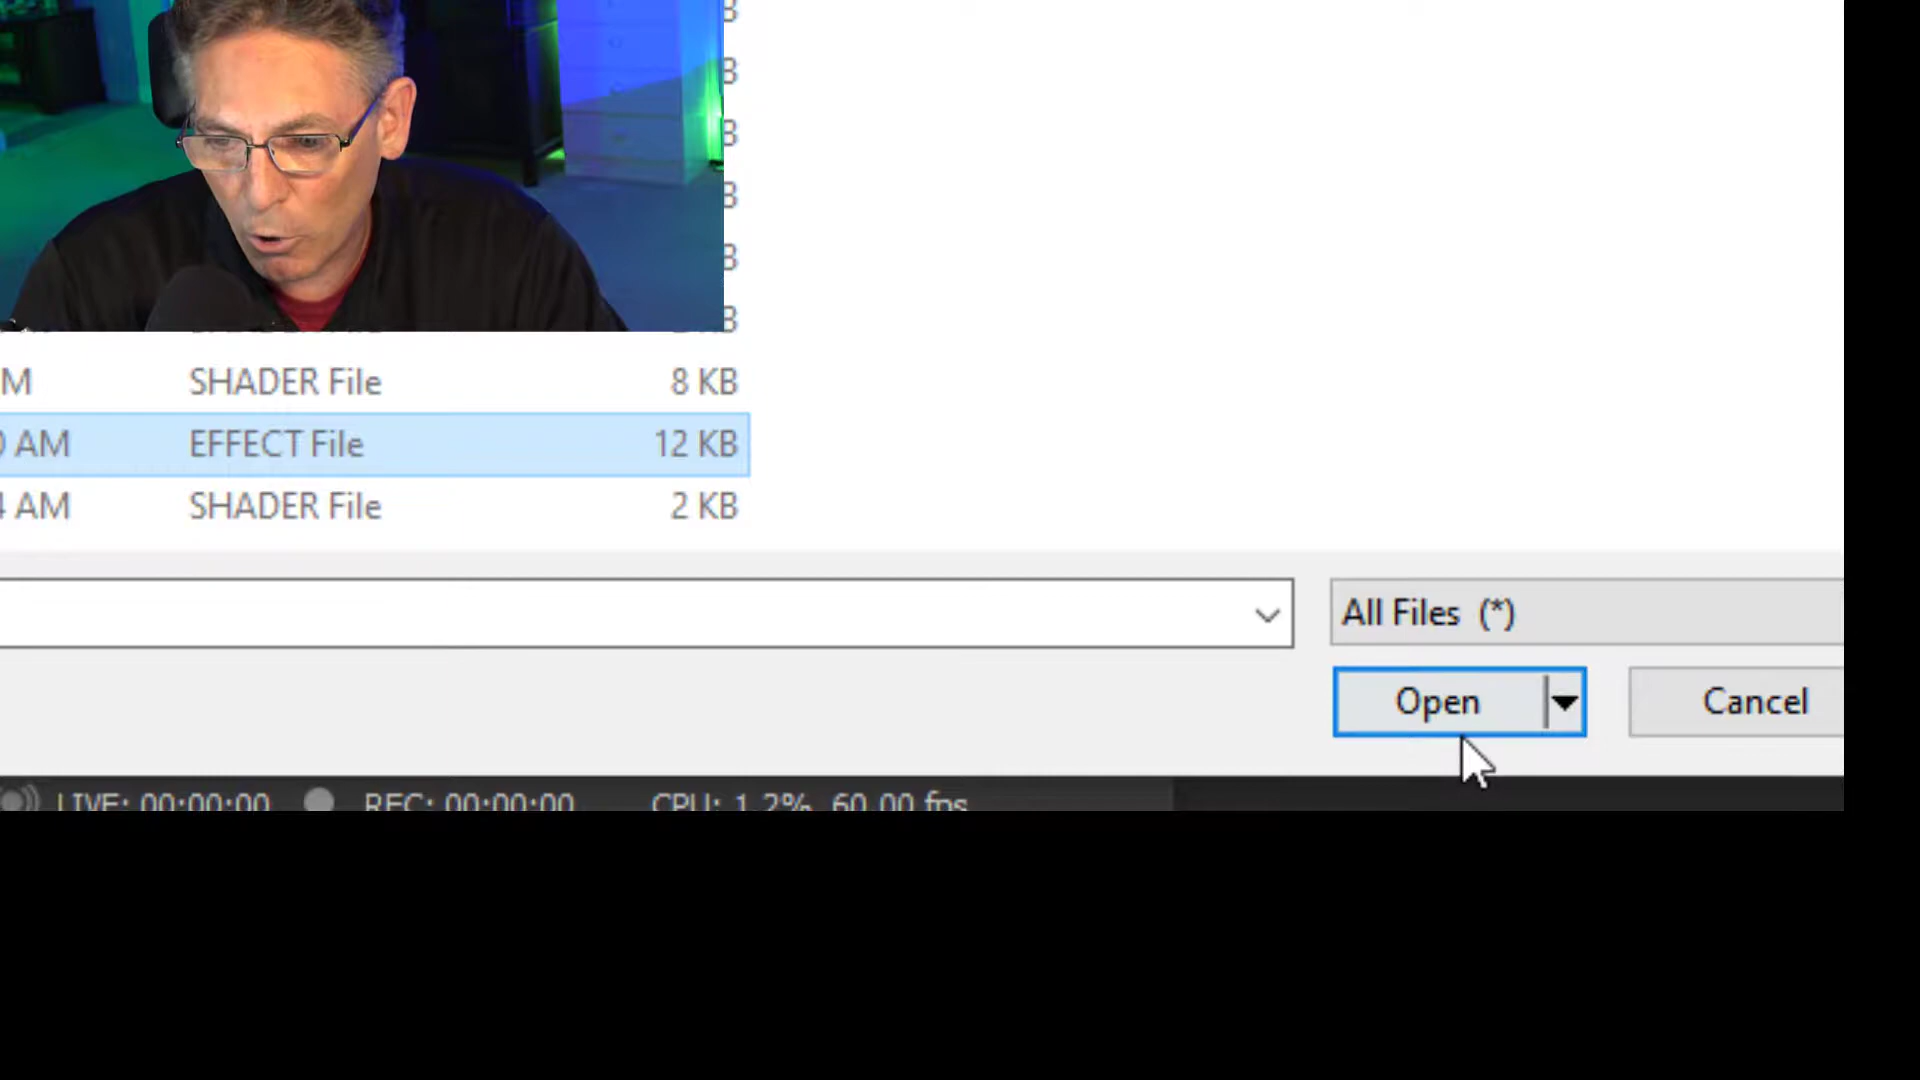 M SHADER File 8 KB
AM EFFECT File 12 KB
4 AM SHADER File 2 KB
All Files (*)
Open Cancel
LIVE: 00:00:00 REC: 00:00:00 CPU: 1.2%, 60.00 fps